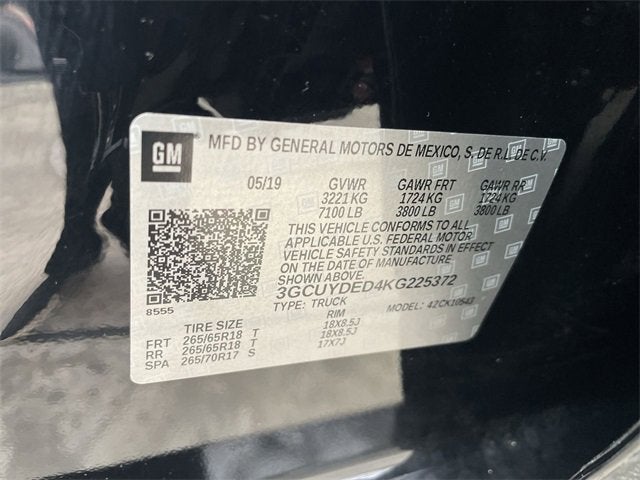 GM
MFD BY GENERAL MOTORS DE MEXICO, S. DE R.L. DE C.V.
05/19 GVWR GAWR FRT GAWR RR
3221 KG 1724 KG 1724 KG
7100 LB 3800 LB 3800 LB
THIS VEHICLE CONFORMS TO ALL
APPLICABLE U.S. FEDERAL MOTOR
VEHICLE SAFETY STANDARDS IN EFFECT
ON THE DATE OF MANUFACTURE
SHOWN ABOVE.
3GCUYDED4KG225372
TYPE: TRUCK MODEL: 42CK10543
8555
TIRE SIZE RIM
FRT 265/65R18 T 18X8.5J
RR 265/65R18 T 18X8.5J
SPA 265/70R17 S 17X7J